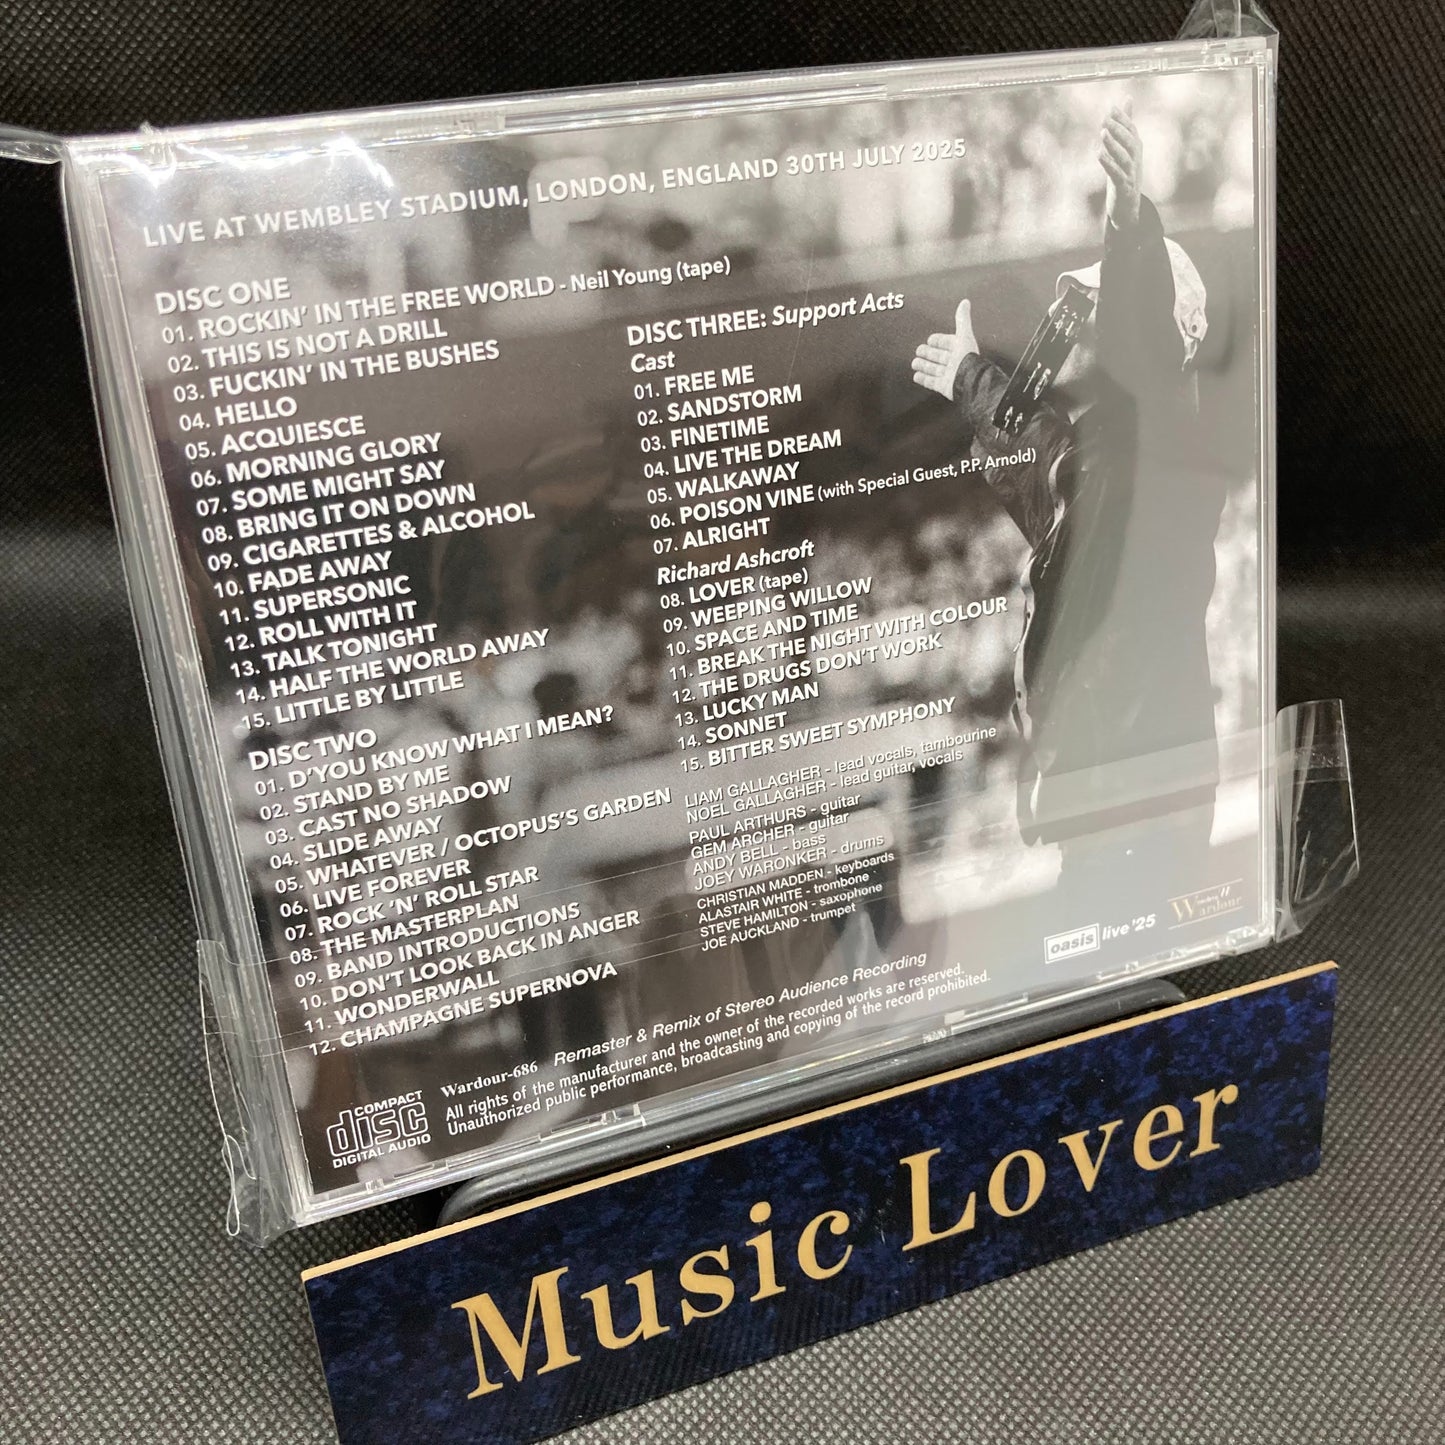 LIVE AT WEMBLEY STADIUM, LONDON, ENGLAND 30TH JULY 2025
DISC ONE
01. ROCKIN' IN THE FREE WORLD - Neil Young (tape)
02. THIS IS NOT A DRILL
03. FUCKIN' IN THE BUSHES
04. HELLO
05. ACQUIESCE
06. MORNING GLORY
07. SOME MIGHT SAY
08. BRING IT ON DOWN
09. CIGARETTES & ALCOHOL
10. FADE AWAY
11. SUPERSONIC
12. ROLL WITH IT
13. TALK TONIGHT
14. HALF THE WORLD AWAY
15. LITTLE BY LITTLE
DISC TWO
01. D'YOU KNOW WHAT I MEAN?
02. STAND BY ME
03. CAST NO SHADOW
04. SLIDE AWAY
05. WHATEVER / OCTOPUS'S GARDEN
06. LIVE FOREVER
07. ROCK 'N' ROLL STAR
08. THE MASTERPLAN
09. BAND INTRODUCTIONS
10. DON'T LOOK BACK IN ANGER
11. WONDERWALL
12. CHAMPAGNE SUPERNOVA
DISC THREE: Support Acts
Cast
01. FREE ME
02. SANDSTORM
03. FINETIME
04. LIVE THE DREAM
05. WALKAWAY
06. POISON VINE (with Special Guest, P.P. Arnold)
07. ALRIGHT
Richard Ashcroft
08. LOVER (tape)
09. WEEPING WILLOW
10. SPACE AND TIME
11. BREAK THE NIGHT WITH COLOUR
12. THE DRUGS DON'T WORK
13. LUCKY MAN
14. SONNET
15. BITTER SWEET SYMPHONY
LIAM GALLAGHER - lead vocals, tambourine
NOEL GALLAGHER - lead guitar, vocals
PAUL ARTHURS - guitar
GEM ARCHER - guitar
ANDY BELL - bass
JOEY WARONKER - drums
CHRISTIAN MADDEN - keyboards
ALASTAIR WHITE - trombone
STEVE HAMILTON - saxophone
JOE AUCKLAND - trumpet
oasis live '25
Wardour
Wardour-686 Remaster & Remix of Stereo Audience Recording
All rights of the manufacturer and the owner of the recorded works are reserved.
Unauthorized public performance, broadcasting and copying of the record prohibited.
COMPACT
disc
DIGITAL AUDIO
Music Lover